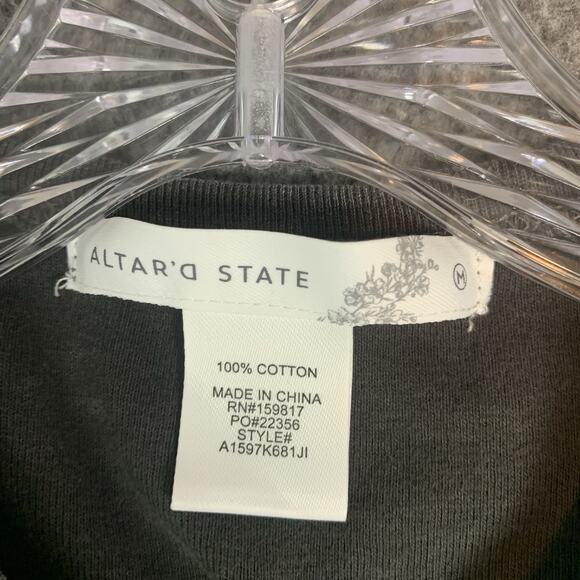 ALTAR'D STATE
M
100% COTTON
MADE IN CHINA
RN#159817
PO#22356
STYLE#
A1597K681JI